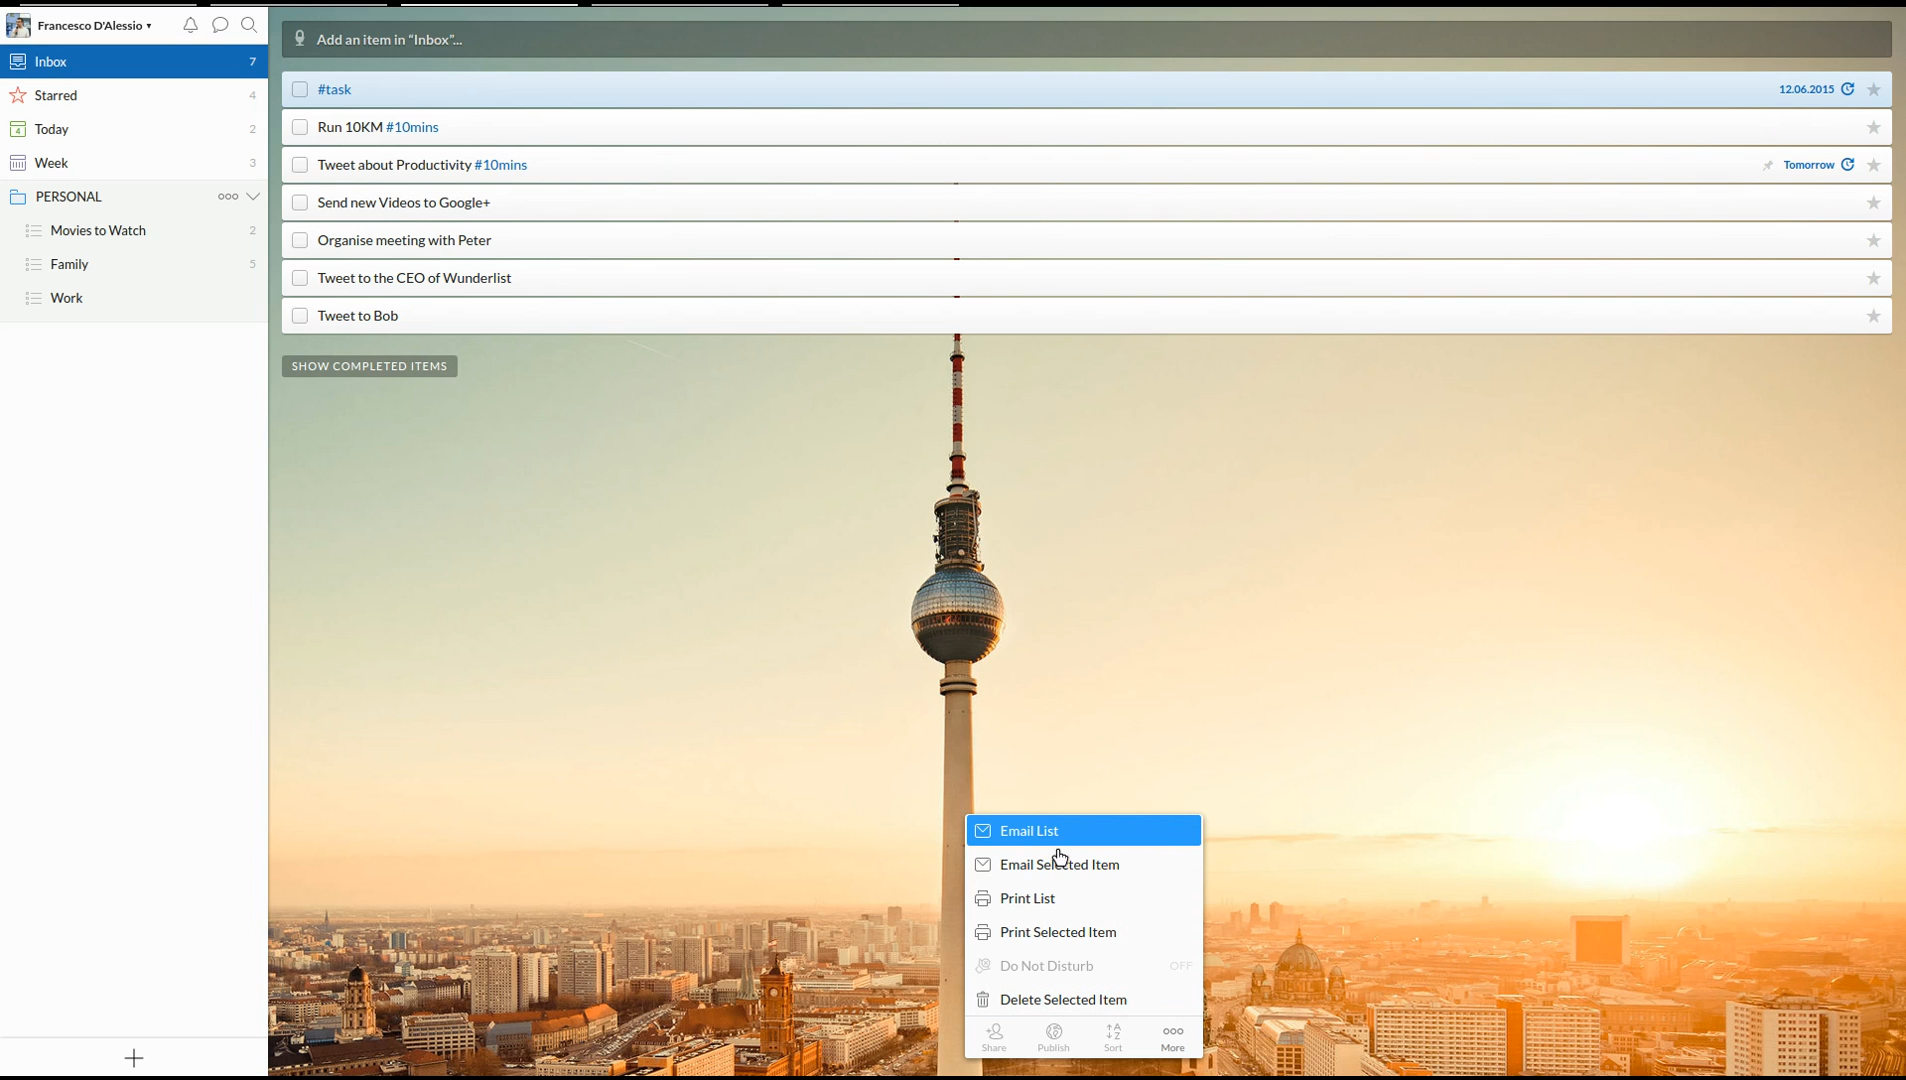 Francesco D'Alessio
Inbox 7
Starred 4
4 Today 2
Week 3
PERSONAL
Movies to Watch 2
Family 5
Work
Add an item in “Inbox”...
#task 12.06.2015
Run 10KM #10mins
Tweet about Productivity #10mins Tomorrow
Send new Videos to Google+
Organise meeting with Peter
Tweet to the CEO of Wunderlist
Tweet to Bob
SHOW COMPLETED ITEMS
Email List
Email Selected Item
Print List
Print Selected Item
Do Not Disturb OFF
Delete Selected Item
Share Publish Sort More